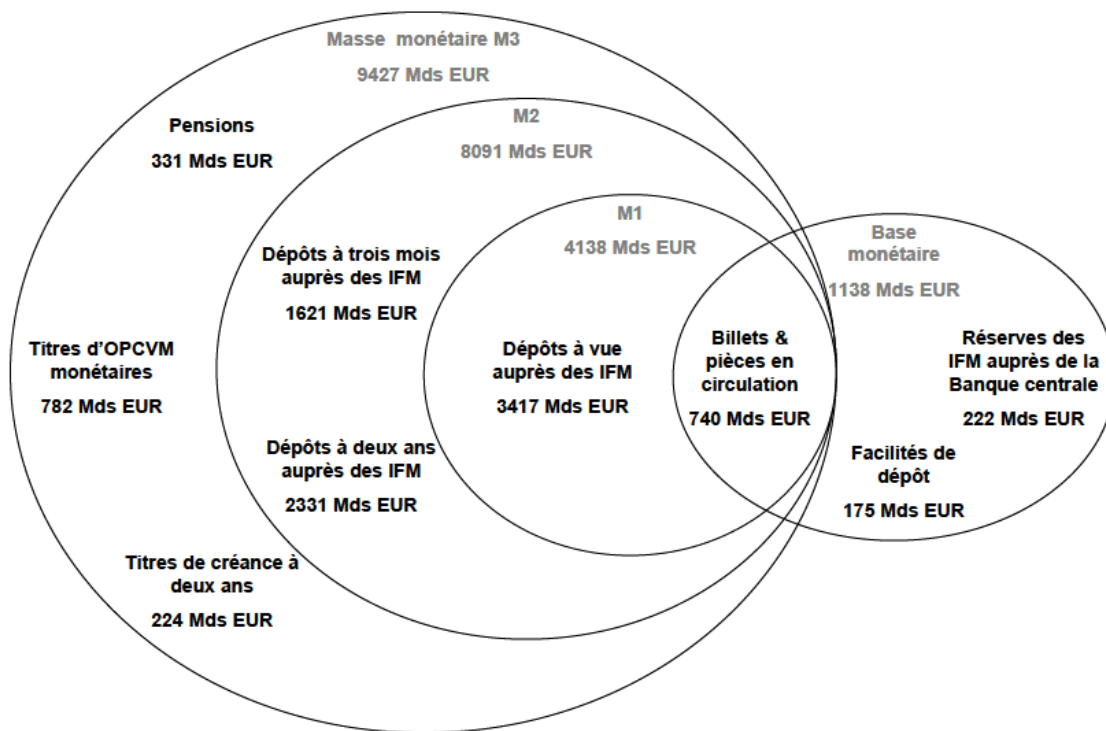 Masse monétaire M3
9427 Mds EUR
Pensions
331 Mds EUR
M2
8091 Mds EUR
M1
4138 Mds EUR
Base
monétaire
1138 Mds EUR
Dépôts à trois mois
auprès des IFM
1621 Mds EUR
Titres d'OPCVM
monétaires
782 Mds EUR
Dépôts à vue
auprès des IFM
3417 Mds EUR
Billets &
pièces en
circulation
740 Mds EUR
Réserves des
IFM auprès de la
Banque centrale
222 Mds EUR
Dépôts à deux ans
auprès des IFM
2331 Mds EUR
Facilités de
dépôt
175 Mds EUR
Titres de créance à
deux ans
224 Mds EUR